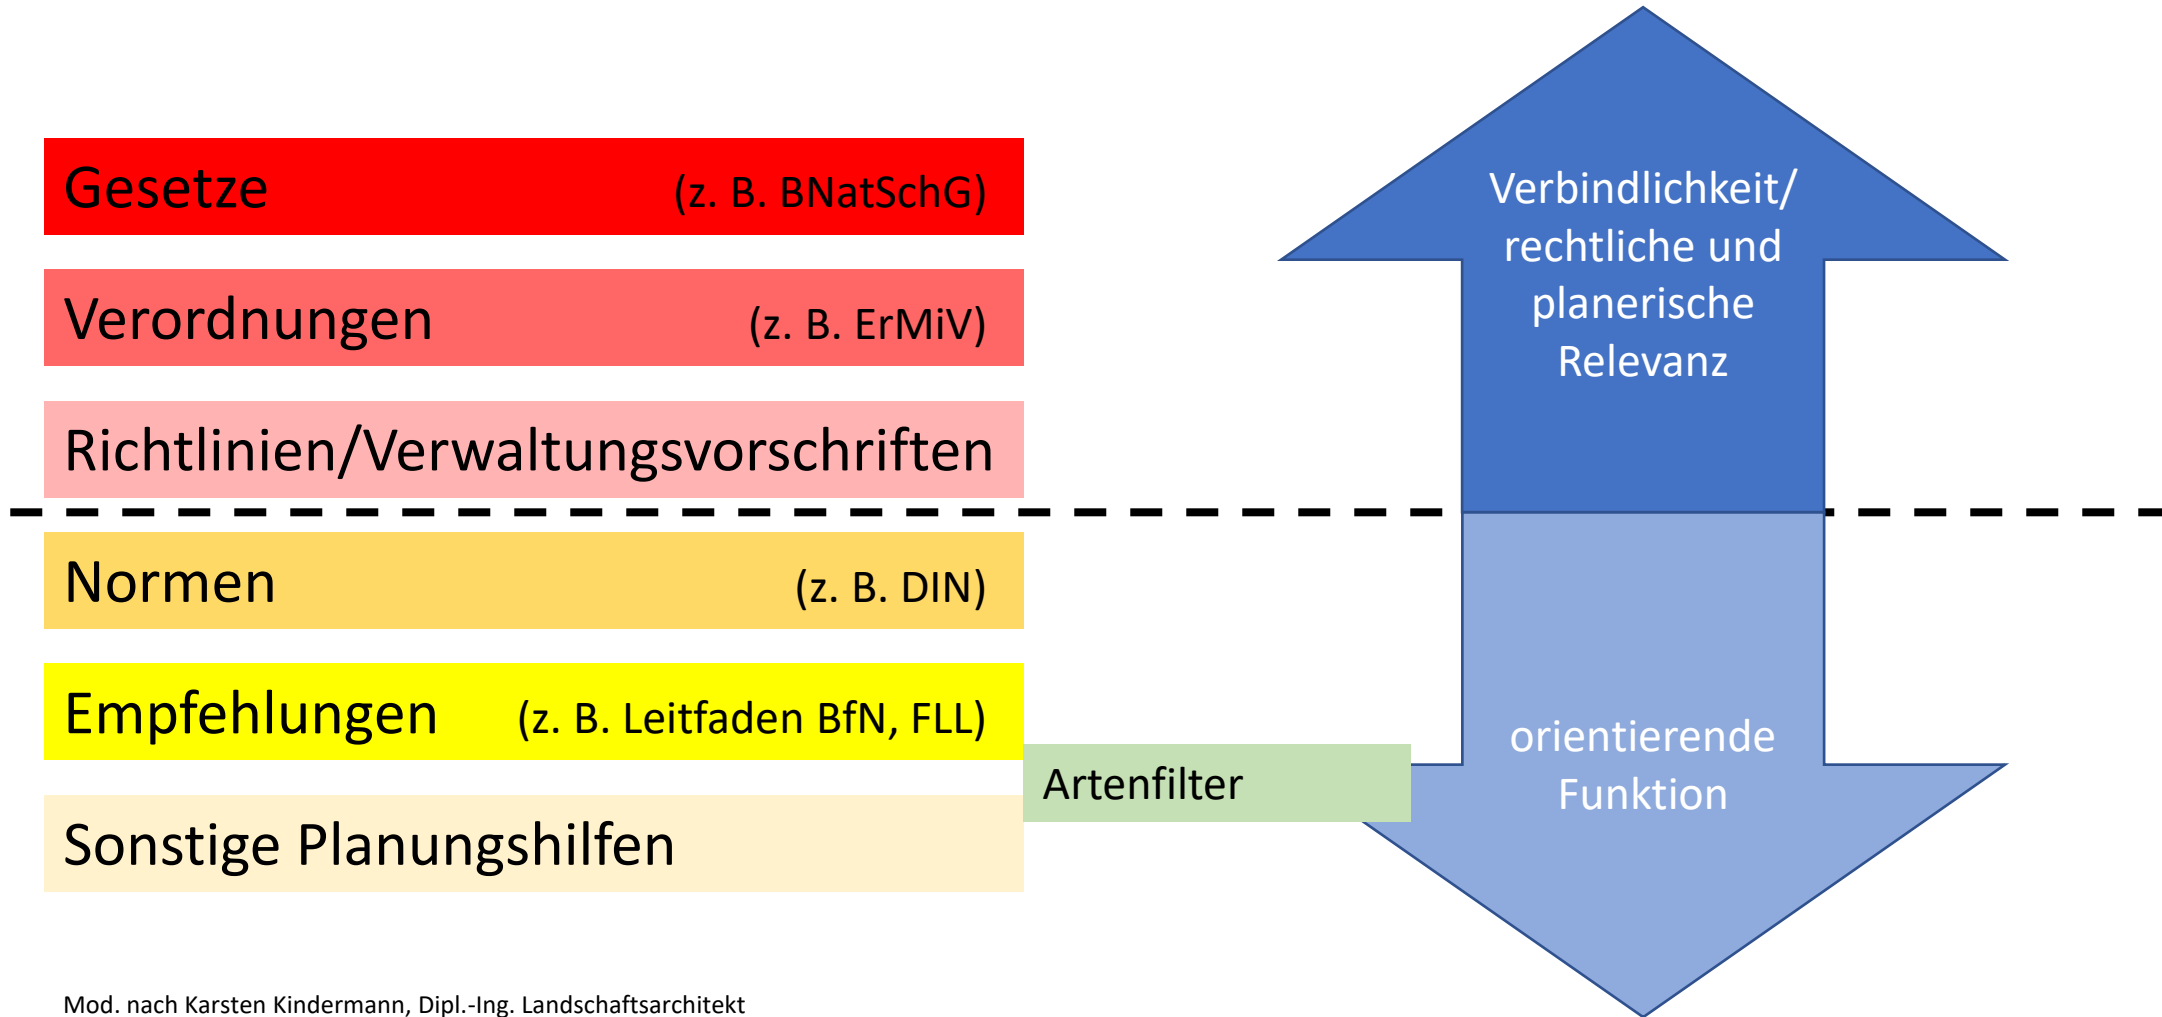 Gesetze (z. B. BNatSchG)
Verordnungen (z. B. ErMiV)
Richtlinien/Verwaltungsvorschriften
Normen (z. B. DIN)
Empfehlungen (z. B. Leitfaden BfN, FLL)
Artenfilter
Sonstige Planungshilfen
Verbindlichkeit/
rechtliche und
planerische
Relevanz
orientierende
Funktion
Mod. nach Karsten Kindermann, Dipl.-Ing. Landschaftsarchitekt